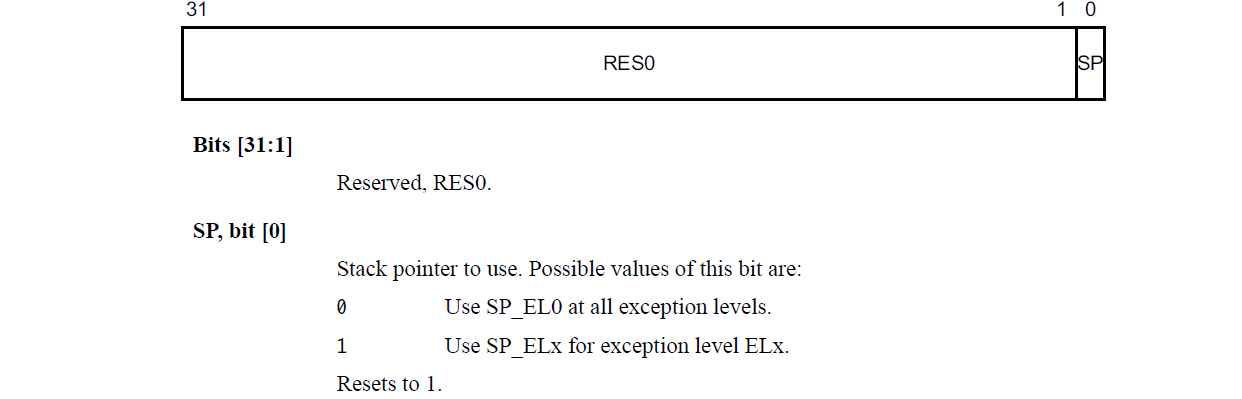 31 1 0
RES0 SP
Bits [31:1]
Reserved, RES0.
SP, bit [0]
Stack pointer to use. Possible values of this bit are:
0 Use SP_EL0 at all exception levels.
1 Use SP_ELx for exception level ELx.
Resets to 1.